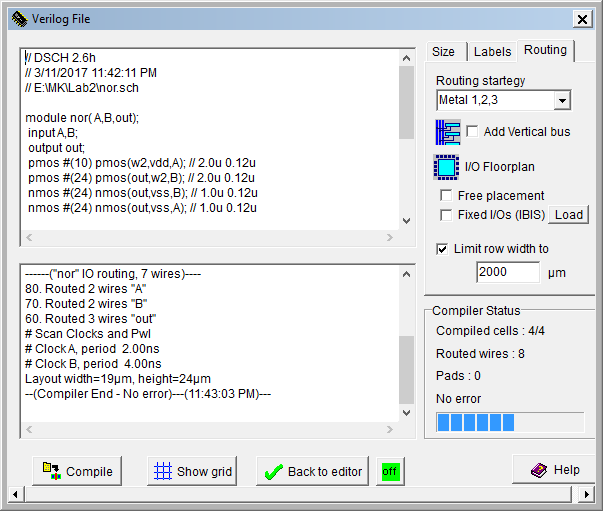 Verilog File
// DSCH 2.6h
// 3/11/2017 11:42:11 PM
// E:\MK\Lab2\nor.sch
module nor( A,B,out);
input A,B;
output out;
pmos #(10) pmos(w2,vdd,A); // 2.0u 0.12u
pmos #(24) pmos(out,w2,B); // 2.0u 0.12u
nmos #(24) nmos(out,vss,B); // 1.0u 0.12u
nmos #(24) nmos(out,vss,A); // 1.0u 0.12u
------("nor" IO routing, 7 wires)----
80. Routed 2 wires "A"
70. Routed 2 wires "B"
60. Routed 3 wires "out"
# Scan Clocks and Pwl
# Clock A, period  2.00ns
# Clock B, period  4.00ns
Layout width=19µm, height=24µm
--(Compiler End - No error)---(11:43:03 PM)---
Size Labels Routing
Routing startegy
Metal 1,2,3
Add Vertical bus
I/O Floorplan
Free placement
Fixed I/Os (IBIS) Load
Limit row width to
2000 µm
Compiler Status
Compiled cells : 4/4
Routed wires : 8
Pads : 0
No error
Compile Show grid Back to editor off Help